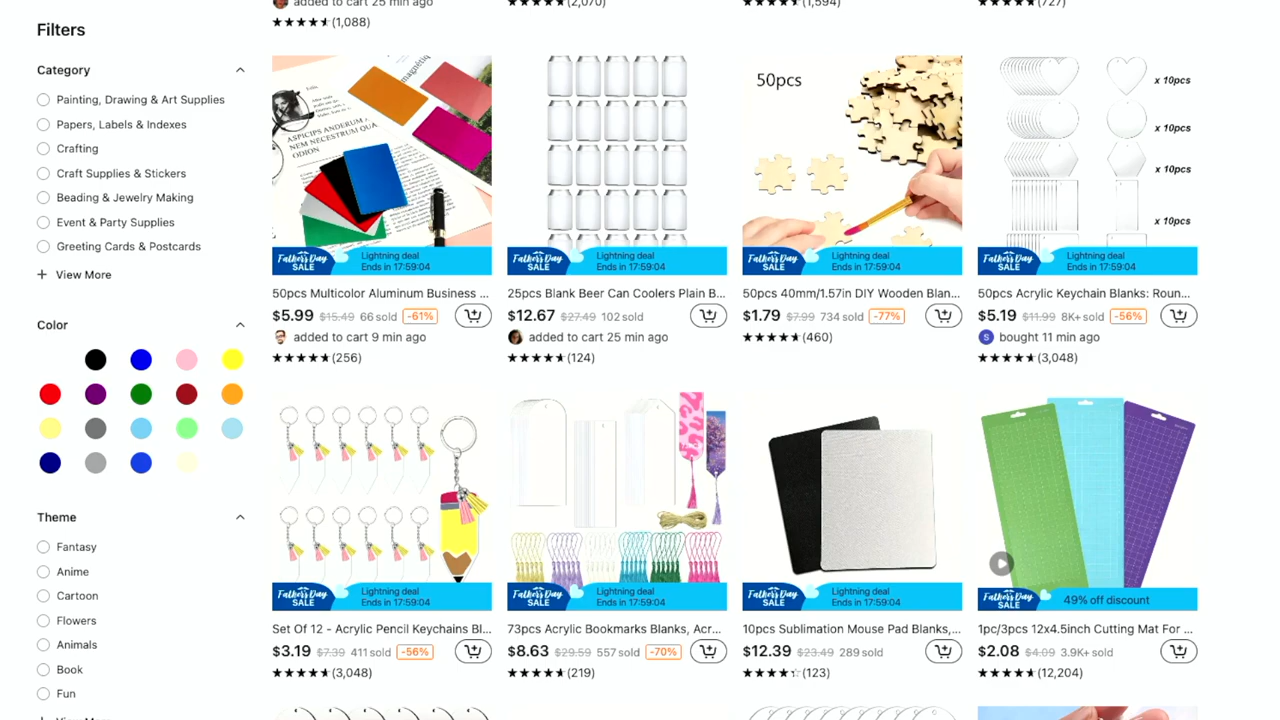 Filters
Category
Painting, Drawing & Art Supplies
Papers, Labels & Indexes
Crafting
Craft Supplies & Stickers
Beading & Jewelry Making
Event & Party Supplies
Greeting Cards & Postcards
View More
Color
Theme
Fantasy
Anime
Cartoon
Flowers
Animals
Book
Fun
View More
added to cart 25 min ago
(1,088)
(2,070)
(1,594)
(727)
ASPICIPS ANDERUM A
NEM NECESTRUM QUA
ODION
Father's Day
SALE
Lightning deal
Ends in 17:59:04
50pcs Multicolor Aluminum Business ...
$5.99 $15.49 66 sold -61%
added to cart 9 min ago
(256)
Father's Day
SALE
Lightning deal
Ends in 17:59:04
25pcs Blank Beer Can Coolers Plain B...
$12.67 $27.49 102 sold
added to cart 25 min ago
(124)
50pcs
Father's Day
SALE
Lightning deal
Ends in 17:59:04
50pcs 40mm/1.57in DIY Wooden Blan...
$1.79 $7.99 734 sold -77%
(460)
x 10pcs
x 10pcs
x 10pcs
x 10pcs
Father's Day
SALE
Lightning deal
Ends in 17:59:04
50pcs Acrylic Keychain Blanks: Roun...
$5.19 $11.99 8K+ sold -56%
S bought 11 min ago
(3,048)
Father's Day
SALE
Lightning deal
Ends in 17:59:04
Set Of 12 - Acrylic Pencil Keychains Bl...
$3.19 $7.39 411 sold -56%
(3,048)
Father's Day
SALE
Lightning deal
Ends in 17:59:04
73pcs Acrylic Bookmarks Blanks, Acr...
$8.63 $29.59 557 sold -70%
(219)
Father's Day
SALE
Lightning deal
Ends in 17:59:04
10pcs Sublimation Mouse Pad Blanks,...
$12.39 $23.49 289 sold
(123)
Father's Day
SALE
49% off discount
1pc/3pcs 12x4.5inch Cutting Mat For ...
$2.08 $4.09 3.9K+ sold
(12,204)